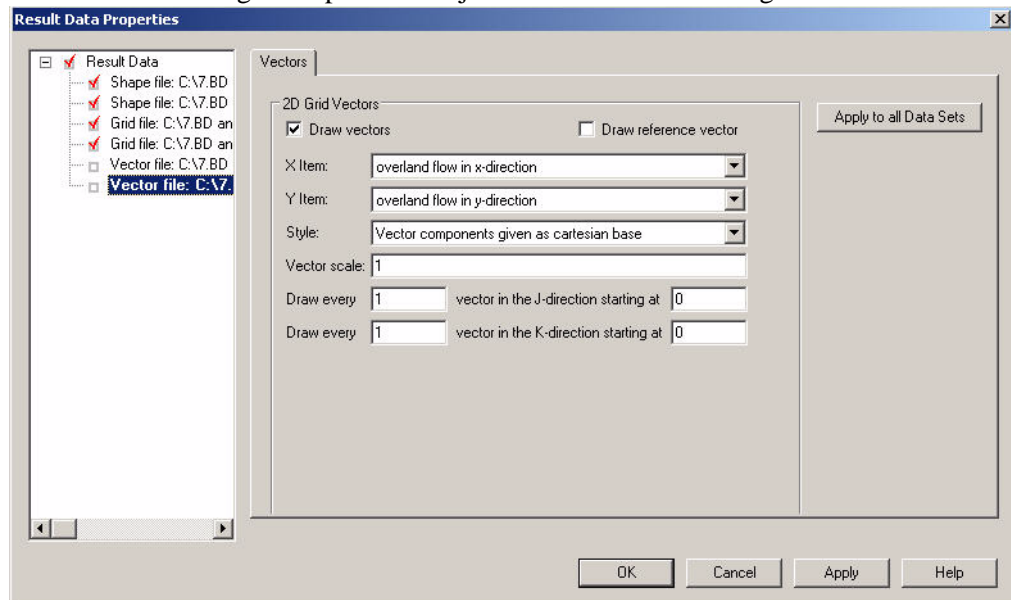 Result Data Properties
Result Data
Shape file: C:\7.BD
Shape file: C:\7.BD
Grid file: C:\7.BD an
Grid file: C:\7.BD an
Vector file: C:\7.BD
Vector file: C:\7.
Vectors
2D Grid Vectors
Draw vectors Draw reference vector
X Item: overland flow in x-direction
Y Item: overland flow in y-direction
Style: Vector components given as cartesian base
Vector scale: 1
Draw every 1 vector in the J-direction starting at 0
Draw every 1 vector in the K-direction starting at 0
Apply to all Data Sets
OK Cancel Apply Help